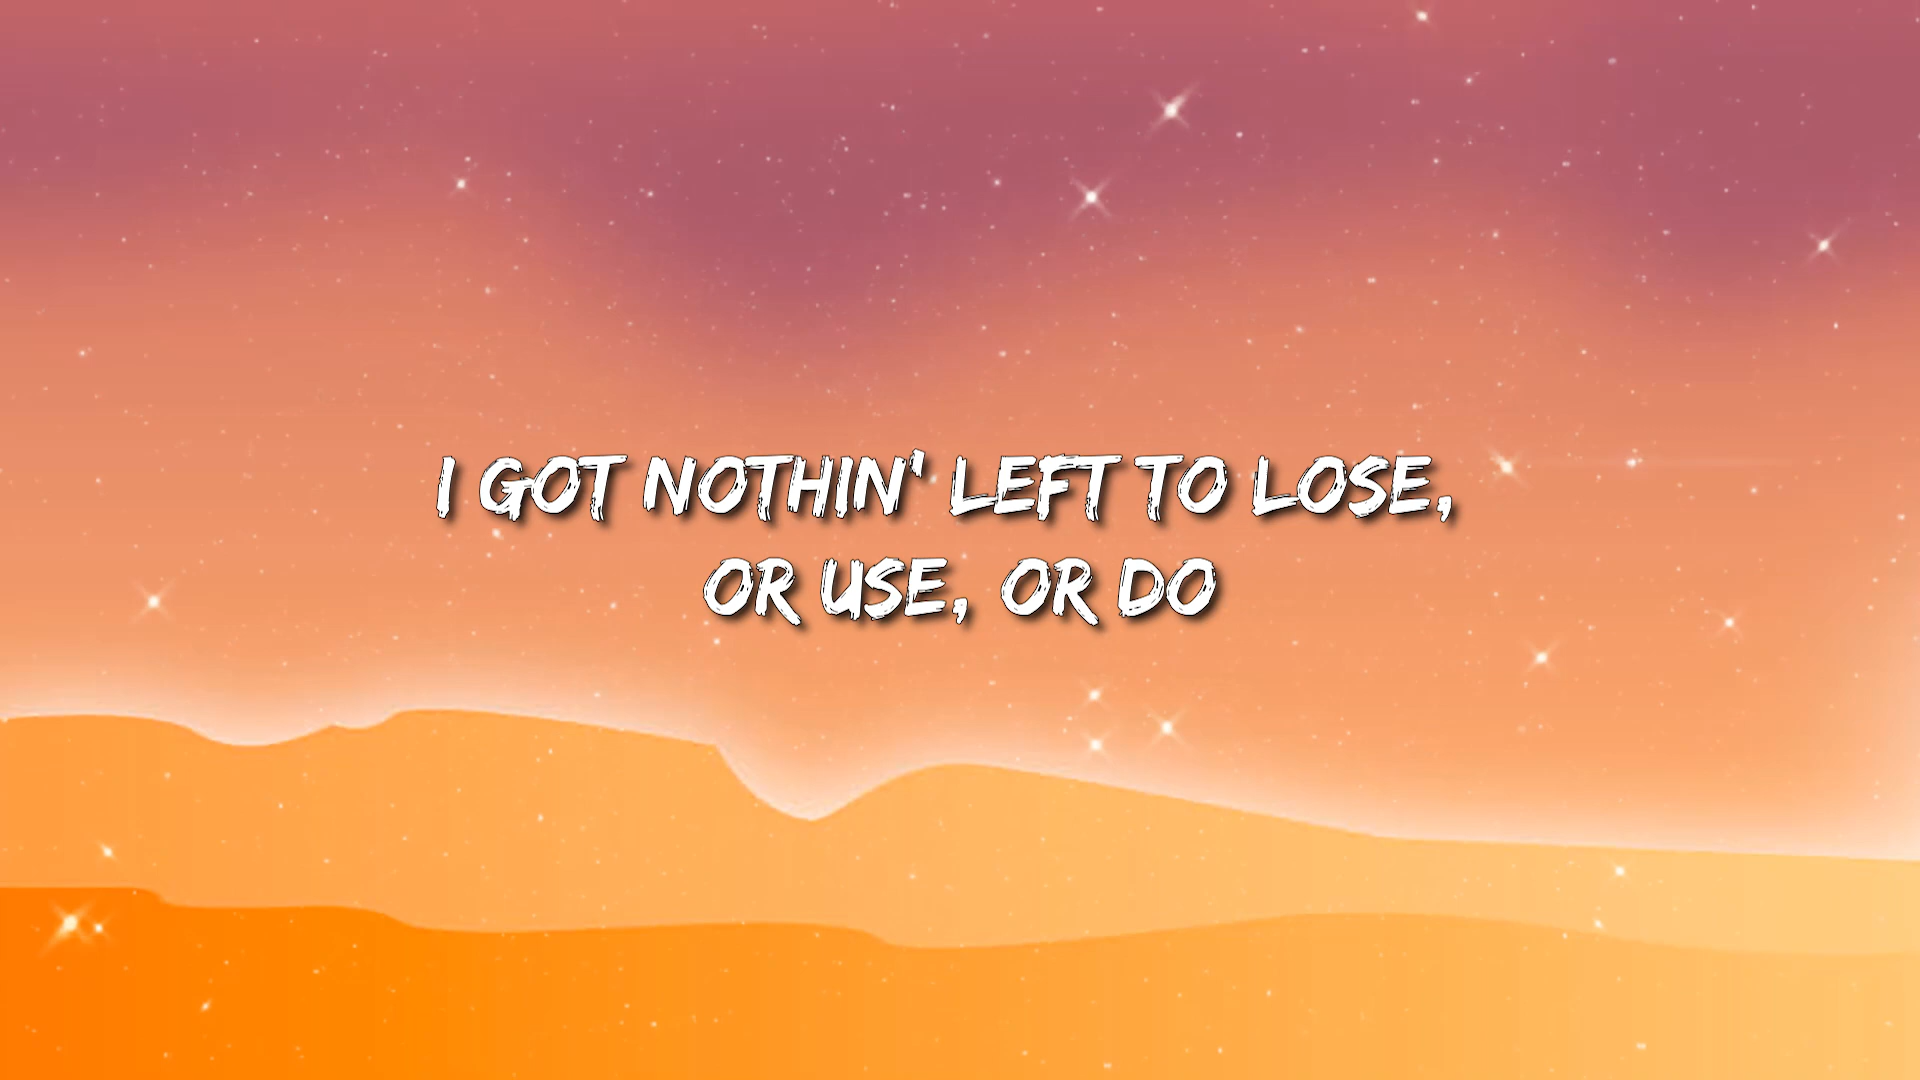 I GOT NOTHIN' LEFT TO LOSE,
OR USE, OR DO